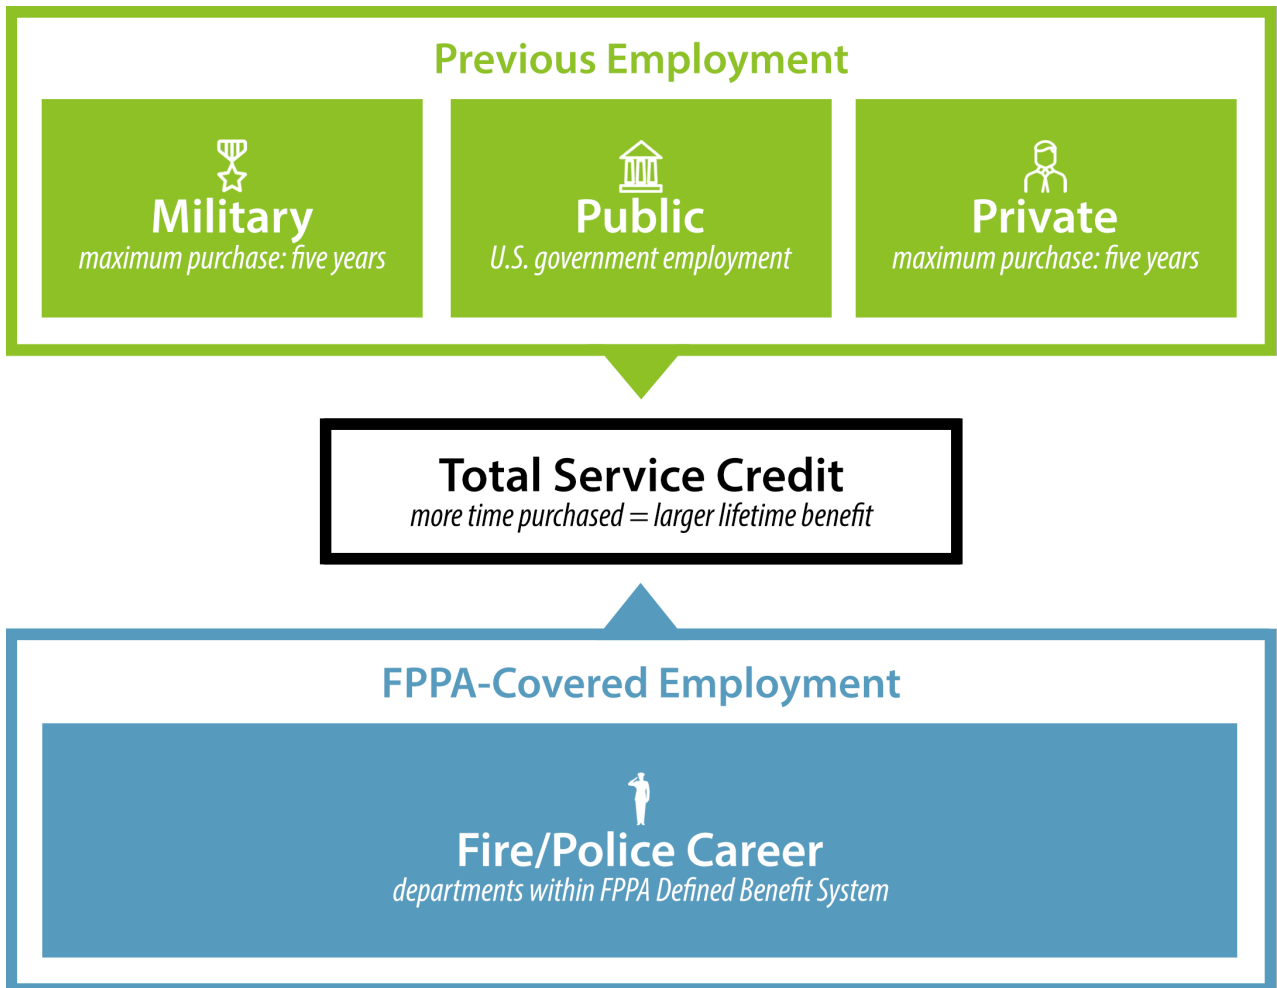 Previous Employment
Military
maximum purchase: five years
Public
U.S. government employment
Private
maximum purchase: five years
Total Service Credit
more time purchased = larger lifetime benefit
FPPA-Covered Employment
Fire/Police Career
departments within FPPA Defined Benefit System